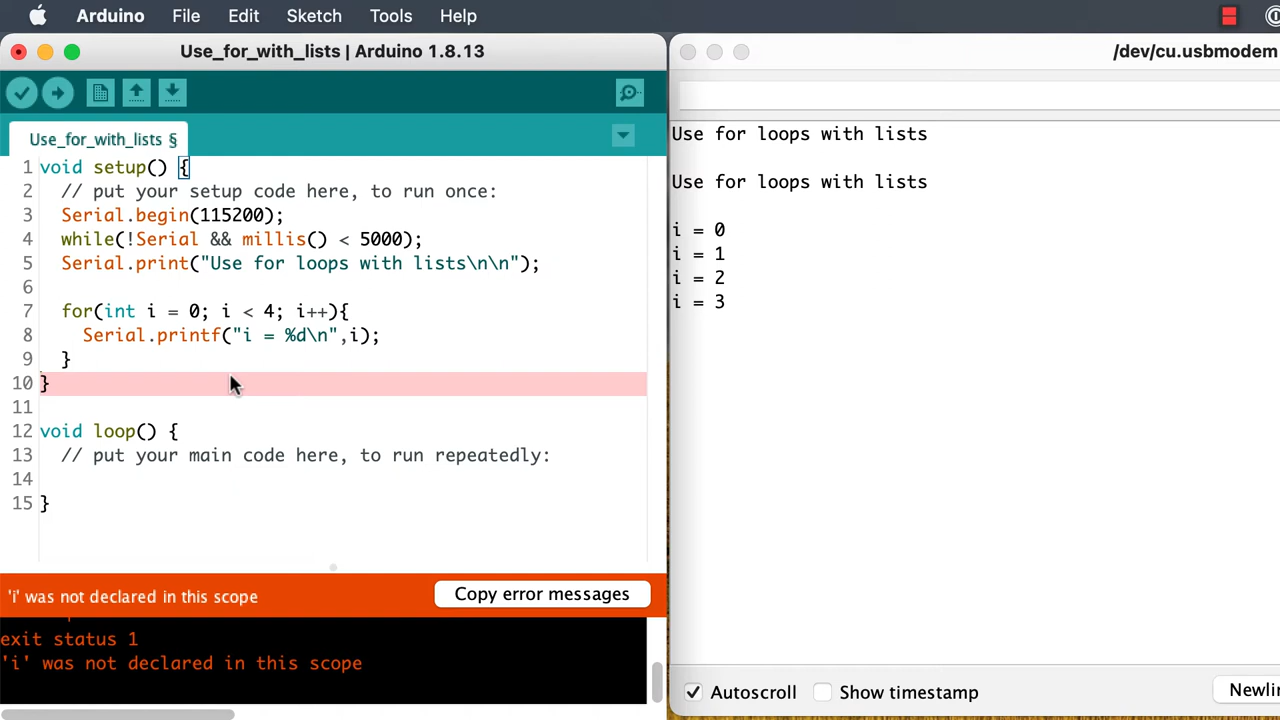 Arduino File Edit Sketch Tools Help
Use_for_with_lists | Arduino 1.8.13
Use_for_with_lists §
1 void setup() {
2 // put your setup code here, to run once:
3 Serial.begin(115200);
4 while(!Serial && millis() < 5000);
5 Serial.print("Use for loops with lists\n\n");
6
7 for(int i = 0; i < 4; i++){
8 Serial.printf("i = %d\n",i);
9 }
10 }
11
12 void loop() {
13 // put your main code here, to run repeatedly:
14
15 }
'i' was not declared in this scope
Copy error messages
exit status 1
'i' was not declared in this scope
/dev/cu.usbmodem
Use for loops with lists
Use for loops with lists
i = 0
i = 1
i = 2
i = 3
Autoscroll
Show timestamp